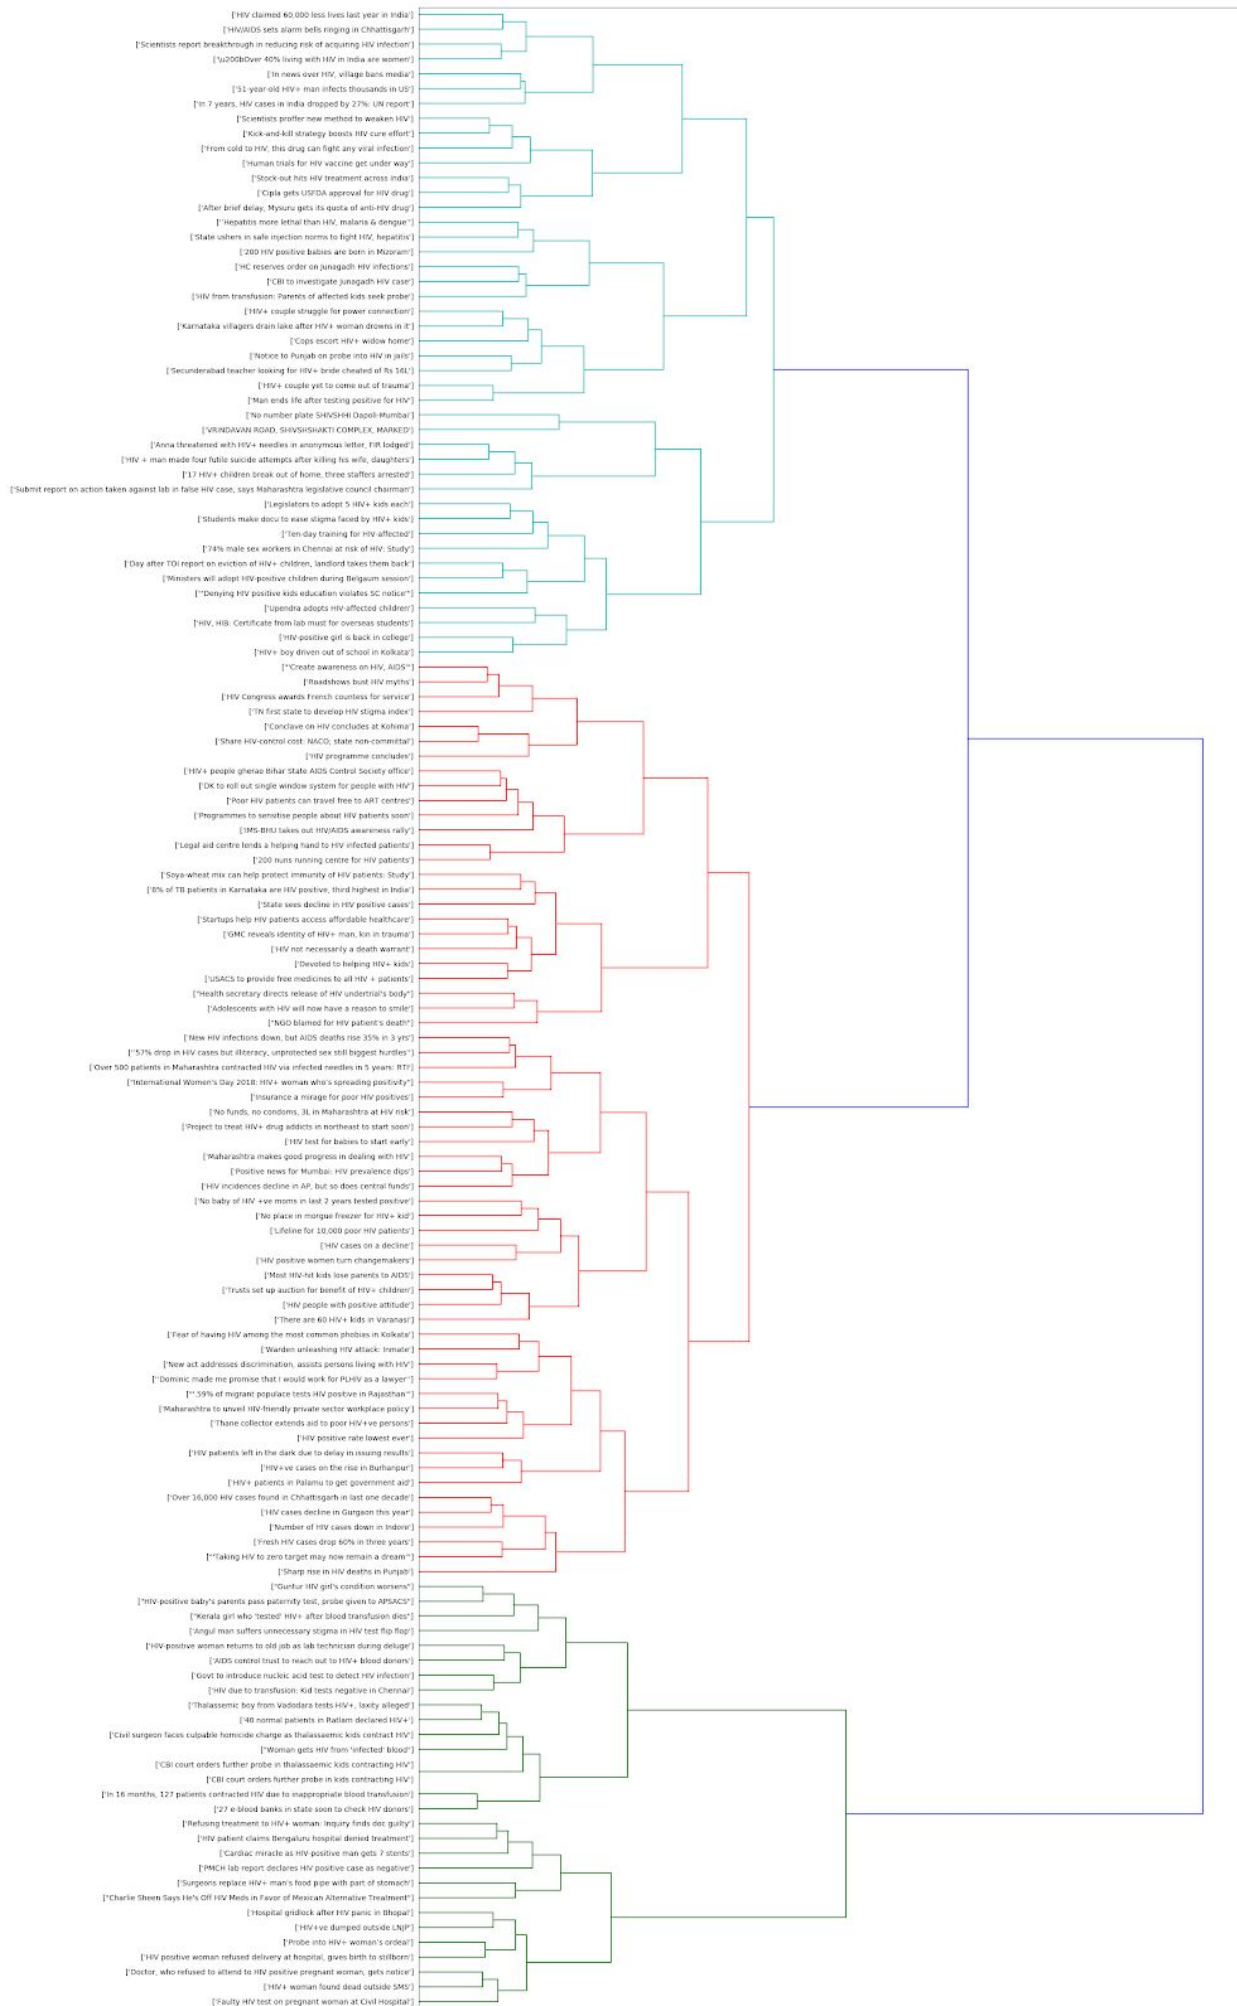 ['HIV claimed 60,000 less lives last year in India']
['HIV/AIDS sets alarm bells ringing in Chhattisgarh']
['Scientists report breakthrough in reducing risk of acquiring HIV infection']
['\u200bOver 40% living with HIV in India are women']
['In news over HIV, village bans media']
['51-year-old HIV+ man infects thousands in US']
['In 7 years, HIV cases in India dropped by 27%: UN report']
['Scientists proffer new method to weaken HIV']
['Kick-and-kill strategy boosts HIV cure effort']
['From cold to HIV, this drug can fight any viral infection']
['Human trials for HIV vaccine get under way']
['Stock-out hits HIV treatment across India']
['Cipla gets USFDA approval for HIV drug']
['After brief delay, Mysuru gets its quota of anti-HIV drug']
["'Hepatitis more lethal than HIV, malaria & dengue'"]
['State ushers in safe injection norms to fight HIV, hepatitis']
['200 HIV positive babies are born in Mizoram']
['HC reserves order on Junagadh HIV infections']
['CBI to investigate Junagadh HIV case']
['HIV from transfusion: Parents of affected kids seek probe']
['HIV+ couple struggle for power connection']
['Karnataka villagers drain lake after HIV+ woman drowns in it']
['Cops escort HIV+ widow home']
['Notice to Punjab on probe into HIV in jails']
['Secunderabad teacher looking for HIV+ bride cheated of Rs 16L']
['HIV+ couple yet to come out of trauma']
['Man ends life after testing positive for HIV']
['No number plate SHIVSHHI Dapoli-Mumbai']
['VRINDAVAN ROAD, SHIVSHSHAKTI COMPLEX, MARKED']
['Anna threatened with HIV+ needles in anonymous letter, FIR lodged']
['HIV + man made four futile suicide attempts after killing his wife, daughters']
['17 HIV+ children break out of home, three staffers arrested']
['Submit report on action taken against lab in false HIV case, says Maharashtra legislative council chairman']
['Legislators to adopt 5 HIV+ kids each']
['Students make docu to ease stigma faced by HIV+ kids']
['Ten-day training for HIV-affected']
['74% male sex workers in Chennai at risk of HIV: Study']
['Day after TOI report on eviction of HIV+ children, landlord takes them back']
['Ministers will adopt HIV-positive children during Belgaum session']
["'Denying HIV positive kids education violates SC notice'"]
['Upendra adopts HIV-affected children']
['HIV, HIB: Certificate from lab must for overseas students']
['HIV-positive girl is back in college']
['HIV+ boy driven out of school in Kolkata']
["'Create awareness on HIV, AIDS'"]
['Roadshows bust HIV myths']
['HIV Congress awards French countess for service']
['TN first state to develop HIV stigma index']
['Conclave on HIV concludes at Kohima']
['Share HIV-control cost: NACO; state non-committal']
['HIV programme concludes']
['HIV+ people gherao Bihar State AIDS Control Society office']
['DK to roll out single window system for people with HIV']
['Poor HIV patients can travel free to ART centres']
['Programmes to sensitise people about HIV patients soon']
['IMS-BHU takes out HIV/AIDS awareness rally']
['Legal aid centre lends a helping hand to HIV infected patients']
['200 nuns running centre for HIV patients']
['Soya-wheat mix can help protect immunity of HIV patients: Study']
['8% of TB patients in Karnataka are HIV positive, third highest in India']
['State sees decline in HIV positive cases']
['Startups help HIV patients access affordable healthcare']
['GMC reveals identity of HIV+ man, kin in trauma']
['HIV not necessarily a death warrant']
['Devoted to helping HIV+ kids']
['USACS to provide free medicines to all HIV + patients']
["Health secretary directs release of HIV undertrial's body"]
['Adolescents with HIV will now have a reason to smile']
["NGO blamed for HIV patient's death"]
['New HIV infections down, but AIDS deaths rise 35% in 3 yrs']
["'57% drop in HIV cases but illiteracy, unprotected sex still biggest hurdles'"]
['Over 500 patients in Maharashtra contracted HIV via infected needles in 5 years: RTI']
["International Women's Day 2018: HIV+ woman who's spreading positivity"]
['Insurance a mirage for poor HIV positives']
['No funds, no condoms, 3L in Maharashtra at HIV risk']
['Project to treat HIV+ drug addicts in northeast to start soon']
['HIV test for babies to start early']
['Maharashtra makes good progress in dealing with HIV']
['Positive news for Mumbai: HIV prevalence dips']
['HIV incidences decline in AP, but so does central funds']
['No baby of HIV +ve moms in last 2 years tested positive']
['No place in morgue freezer for HIV+ kid']
['Lifeline for 10,000 poor HIV patients']
['HIV cases on a decline']
['HIV positive women turn changemakers']
['Most HIV-hit kids lose parents to AIDS']
['Trusts set up auction for benefit of HIV+ children']
['HIV people with positive attitude']
['There are 60 HIV+ kids in Varanasi']
['Fear of having HIV among the most common phobias in Kolkata']
['Warden unleashing HIV attack: Inmate']
['New act addresses discrimination, assists persons living with HIV']
["'Dominic made me promise that I would work for PLHIV as a lawyer'"]
["'.59% of migrant populace tests HIV positive in Rajasthan'"]
['Maharashtra to unveil HIV-friendly private sector workplace policy']
['Thane collector extends aid to poor HIV+ve persons']
['HIV positive rate lowest ever']
['HIV patients left in the dark due to delay in issuing results']
['HIV+ve cases on the rise in Burhanpur']
['HIV+ patients in Palamu to get government aid']
['Over 16,000 HIV cases found in Chhattisgarh in last one decade']
['HIV cases decline in Gurgaon this year']
['Number of HIV cases down in Indore']
['Fresh HIV cases drop 60% in three years']
["'Taking HIV to zero target may now remain a dream'"]
['Sharp rise in HIV deaths in Punjab']
["Guntur HIV girl's condition worsens"]
["HIV-positive baby's parents pass paternity test, probe given to APSACS"]
["Kerala girl who 'tested' HIV+ after blood transfusion dies"]
['Angul man suffers unnecessary stigma in HIV test flip flop']
['HIV-positive woman returns to old job as lab technician during deluge']
['AIDS control trust to reach out to HIV+ blood donors']
['Govt to introduce nucleic acid test to detect HIV infection']
['HIV due to transfusion: Kid tests negative in Chennai']
['Thalassemic boy from Vadodara tests HIV+, laxity alleged']
['40 normal patients in Ratlam declared HIV+']
['Civil surgeon faces culpable homicide charge as thalassaemic kids contract HIV']
["Woman gets HIV from 'infected' blood"]
['CBI court orders further probe in thalassaemic kids contracting HIV']
['CBI court orders further probe in kids contracting HIV']
['In 16 months, 127 patients contracted HIV due to inappropriate blood transfusion']
['27 e-blood banks in state soon to check HIV donors']
['Refusing treatment to HIV+ woman: Inquiry finds doc guilty']
['HIV patient claims Bengaluru hospital denied treatment']
['Cardiac miracle as HIV-positive man gets 7 stents']
['PMCH lab report declares HIV positive case as negative']
["Surgeons replace HIV+ man's food pipe with part of stomach"]
["Charlie Sheen Says He's Off HIV Meds in Favor of Mexican Alternative Treatment"]
['Hospital gridlock after HIV panic in Bhopal']
['HIV+ve dumped outside LNJP']
["Probe into HIV+ woman's ordeal"]
['HIV positive woman refused delivery at hospital, gives birth to stillborn']
['Doctor, who refused to attend to HIV positive pregnant woman, gets notice']
['HIV+ woman found dead outside SMS']
['Faulty HIV test on pregnant woman at Civil Hospital']